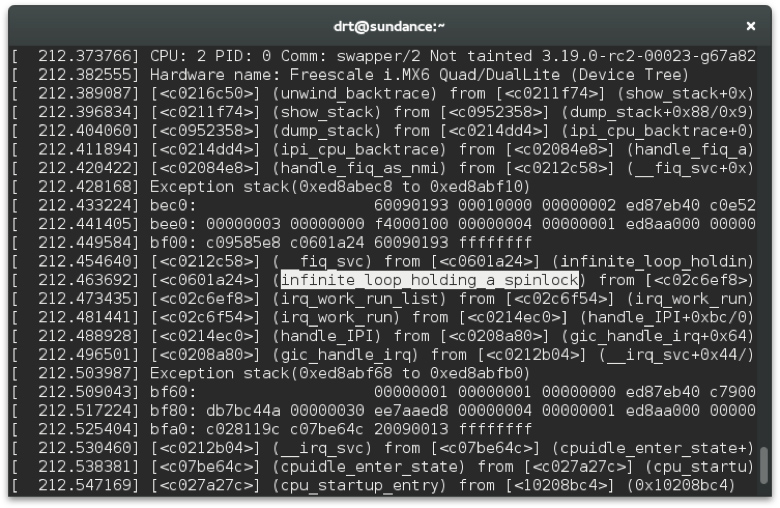 drt@sundance:~
[  212.373766] CPU: 2 PID: 0 Comm: swapper/2 Not tainted 3.19.0-rc2-00023-g67a82
[  212.382555] Hardware name: Freescale i.MX6 Quad/DualLite (Device Tree)
[  212.389087] [<c0216c50>] (unwind_backtrace) from [<c0211f74>] (show_stack+0x)
[  212.396834] [<c0211f74>] (show_stack) from [<c0952358>] (dump_stack+0x88/0x9)
[  212.404060] [<c0952358>] (dump_stack) from [<c0214dd4>] (ipi_cpu_backtrace+0)
[  212.411894] [<c0214dd4>] (ipi_cpu_backtrace) from [<c02084e8>] (handle_fiq_a)
[  212.420422] [<c02084e8>] (handle_fiq_as_nmi) from [<c0212c58>] (__fiq_svc+0x)
[  212.428168] Exception stack(0xed8abec8 to 0xed8abf10)
[  212.433224] bec0:                   60090193 00010000 00000002 ed87eb40 c0e52
[  212.441405] bee0: 00000003 00000000 f4000100 00000004 00000001 ed8aa000 00000
[  212.449584] bf00: c09585e8 c0601a24 60090193 ffffffff
[  212.454640] [<c0212c58>] (__fiq_svc) from [<c0601a24>] (infinite_loop_holdin)
[  212.463692] [<c0601a24>] (infinite_loop_holding_a_spinlock) from [<c02c6ef8>)
[  212.473435] [<c02c6ef8>] (irq_work_run_list) from [<c02c6f54>] (irq_work_run)
[  212.481441] [<c02c6f54>] (irq_work_run) from [<c0214ec0>] (handle_IPI+0xbc/0)
[  212.488928] [<c0214ec0>] (handle_IPI) from [<c0208a80>] (gic_handle_irq+0x64)
[  212.496501] [<c0208a80>] (gic_handle_irq) from [<c0212b04>] (__irq_svc+0x44/)
[  212.503987] Exception stack(0xed8abf68 to 0xed8abfb0)
[  212.509043] bf60:                   00000001 00000001 00000000 ed87eb40 c7900
[  212.517224] bf80: db7bc44a 00000030 ee7aaed8 00000004 00000001 ed8aa000 00000
[  212.525404] bfa0: c028119c c07be64c 20090013 ffffffff
[  212.530460] [<c0212b04>] (__irq_svc) from [<c07be64c>] (cpuidle_enter_state+)
[  212.538381] [<c07be64c>] (cpuidle_enter_state) from [<c027a27c>] (cpu_startu)
[  212.547169] [<c027a27c>] (cpu_startup_entry) from [<10208bc4>] (0x10208bc4)